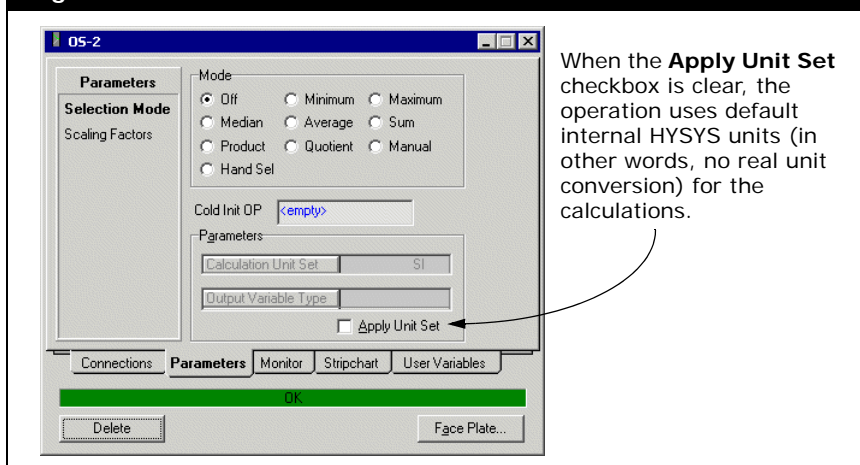 OS-2
Parameters
Selection Mode
Scaling Factors
Mode
Off Minimum Maximum
Median Average Sum
Product Quotient Manual
Hand Sel
Cold Init OP <empty>
Parameters
Calculation Unit Set SI
Output Variable Type
Apply Unit Set
Connections Parameters Monitor Stripchart User Variables
OK
Delete Face Plate...
When the Apply Unit Set
checkbox is clear, the
operation uses default
internal HYSYS units (in
other words, no real unit
conversion) for the
calculations.